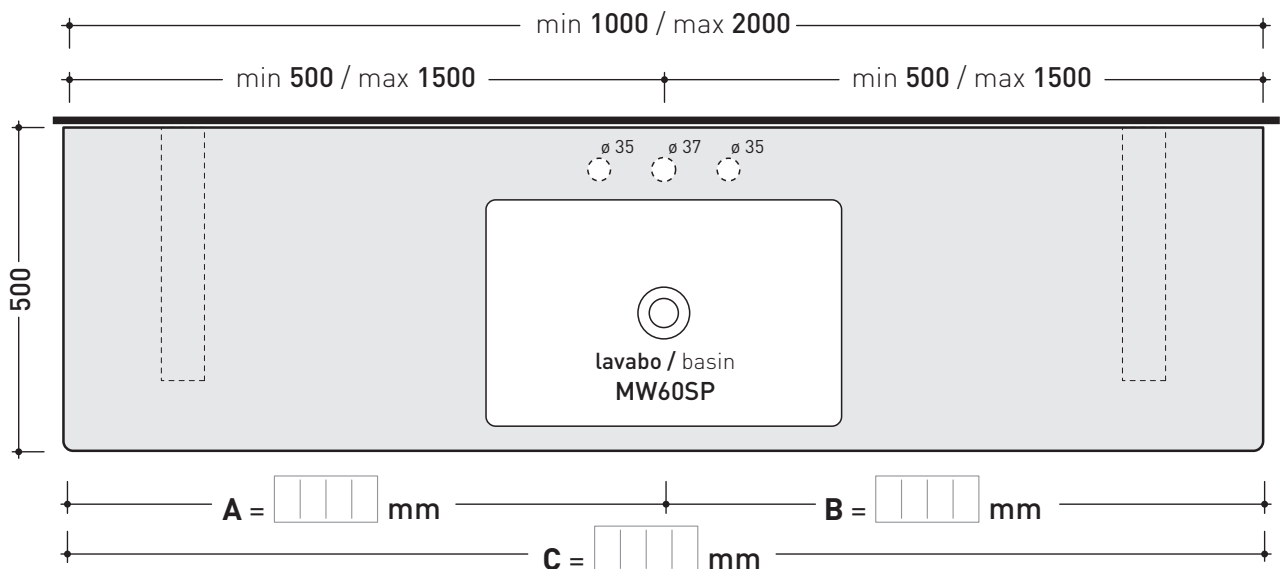 min 1000 / max 2000
min 500 / max 1500
min 500 / max 1500
ø 35
ø 37
ø 35
500
lavabo / basin
MW60SP
A = mm
B = mm
C = mm